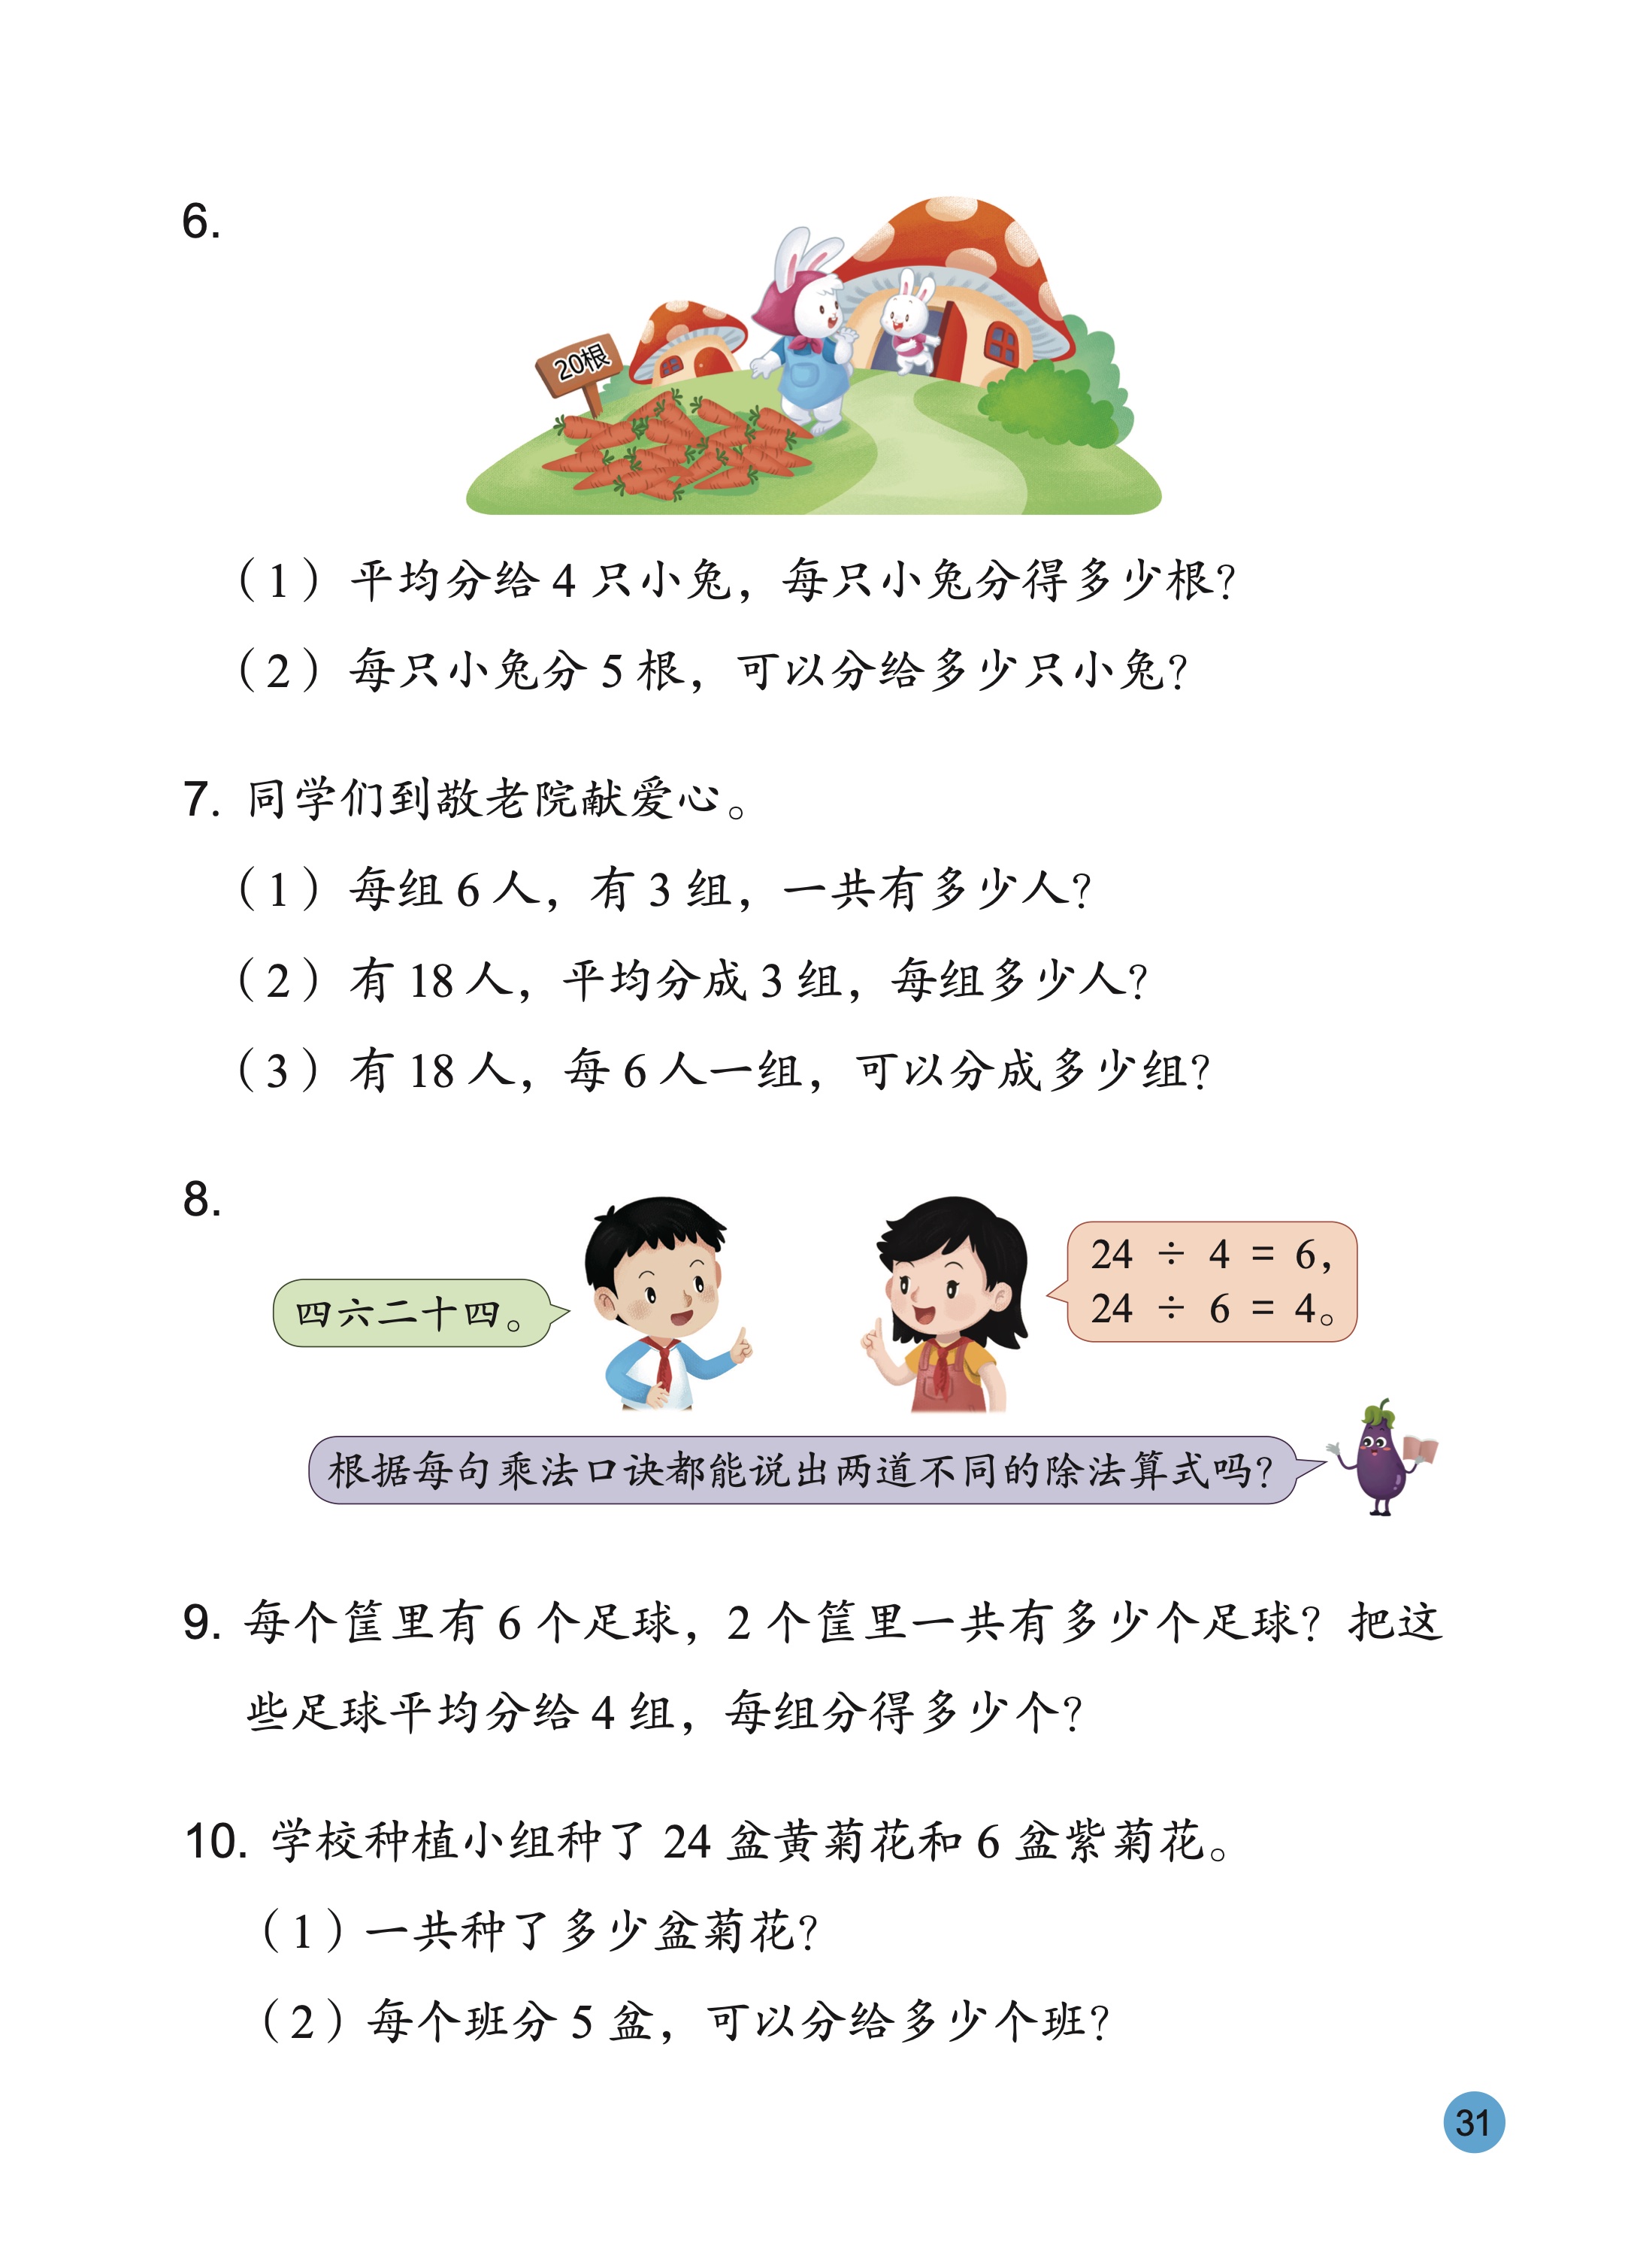 6.
20根
（1）平均分给 4 只小兔，每只小兔分得多少根？
（2）每只小兔分 5 根，可以分给多少只小兔？
7. 同学们到敬老院献爱心。
（1）每组 6 人，有 3 组，一共有多少人？
（2）有 18 人，平均分成 3 组，每组多少人？
（3）有 18 人，每 6 人一组，可以分成多少组？
8.
四六二十四。
24 ÷ 4 = 6，
24 ÷ 6 = 4。
根据每句乘法口诀都能说出两道不同的除法算式吗？
9. 每个筐里有 6 个足球，2 个筐里一共有多少个足球？把这
些足球平均分给 4 组，每组分得多少个？
10. 学校种植小组种了 24 盆黄菊花和 6 盆紫菊花。
（1）一共种了多少盆菊花？
（2）每个班分 5 盆，可以分给多少个班？
31